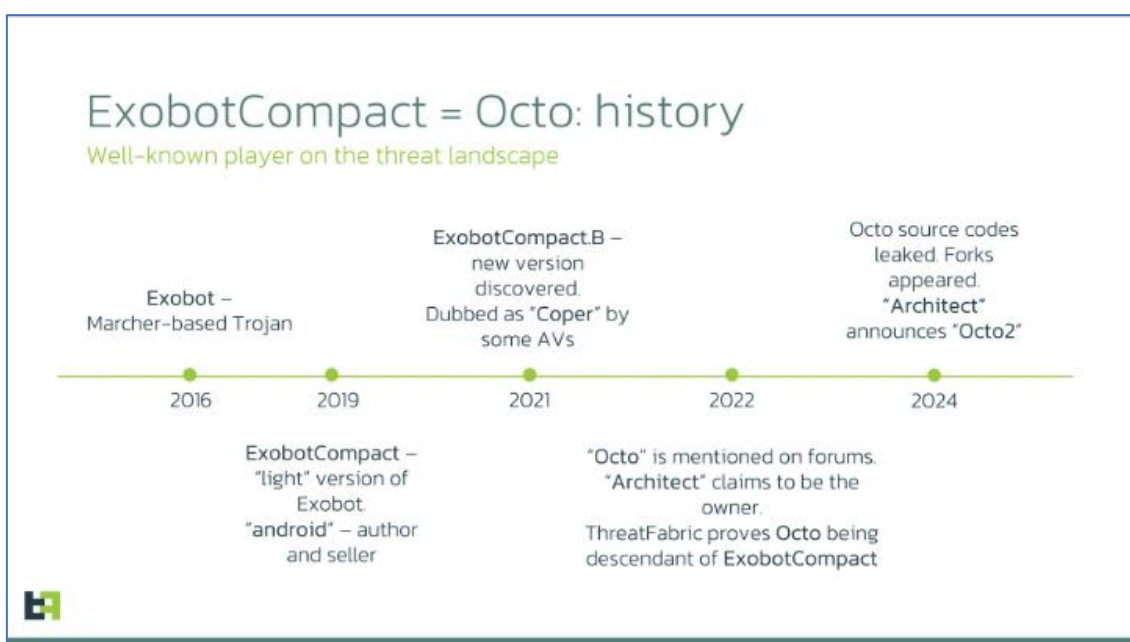 ExobotCompact = Octo: history
Well-known player on the threat landscape
Exobot –
Marcher-based Trojan
ExobotCompact.B –
new version
discovered.
Dubbed as "Coper" by
some AVs
Octo source codes
leaked. Forks
appeared.
"Architect"
announces "Octo2"
2016
2019
2021
2022
2024
ExobotCompact –
"light" version of
Exobot.
"android" – author
and seller
"Octo" is mentioned on forums.
"Architect" claims to be the
owner.
ThreatFabric proves Octo being
descendant of ExobotCompact